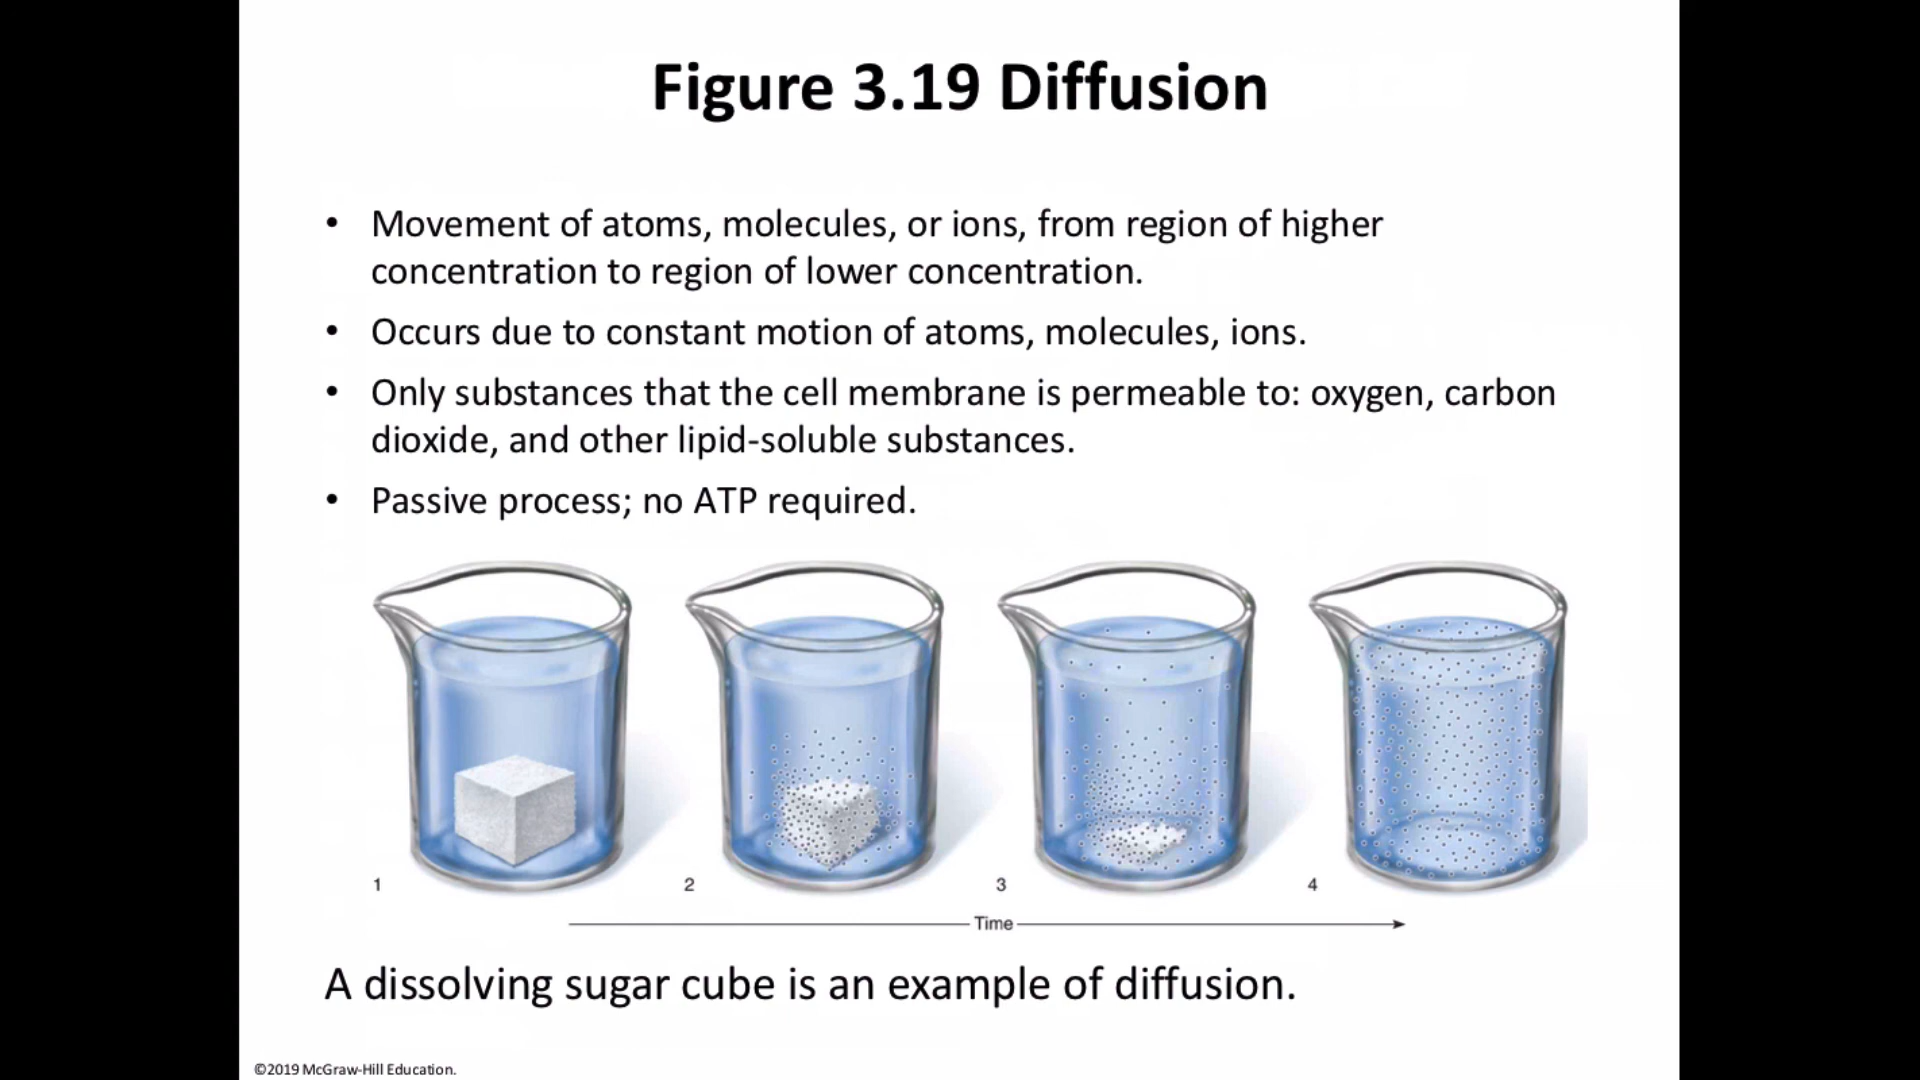 Figure 3.19 Diffusion
• Movement of atoms, molecules, or ions, from region of higher
concentration to region of lower concentration.
• Occurs due to constant motion of atoms, molecules, ions.
• Only substances that the cell membrane is permeable to: oxygen, carbon
dioxide, and other lipid-soluble substances.
• Passive process; no ATP required.
1 2 3 4
Time
A dissolving sugar cube is an example of diffusion.
©2019 McGraw-Hill Education.